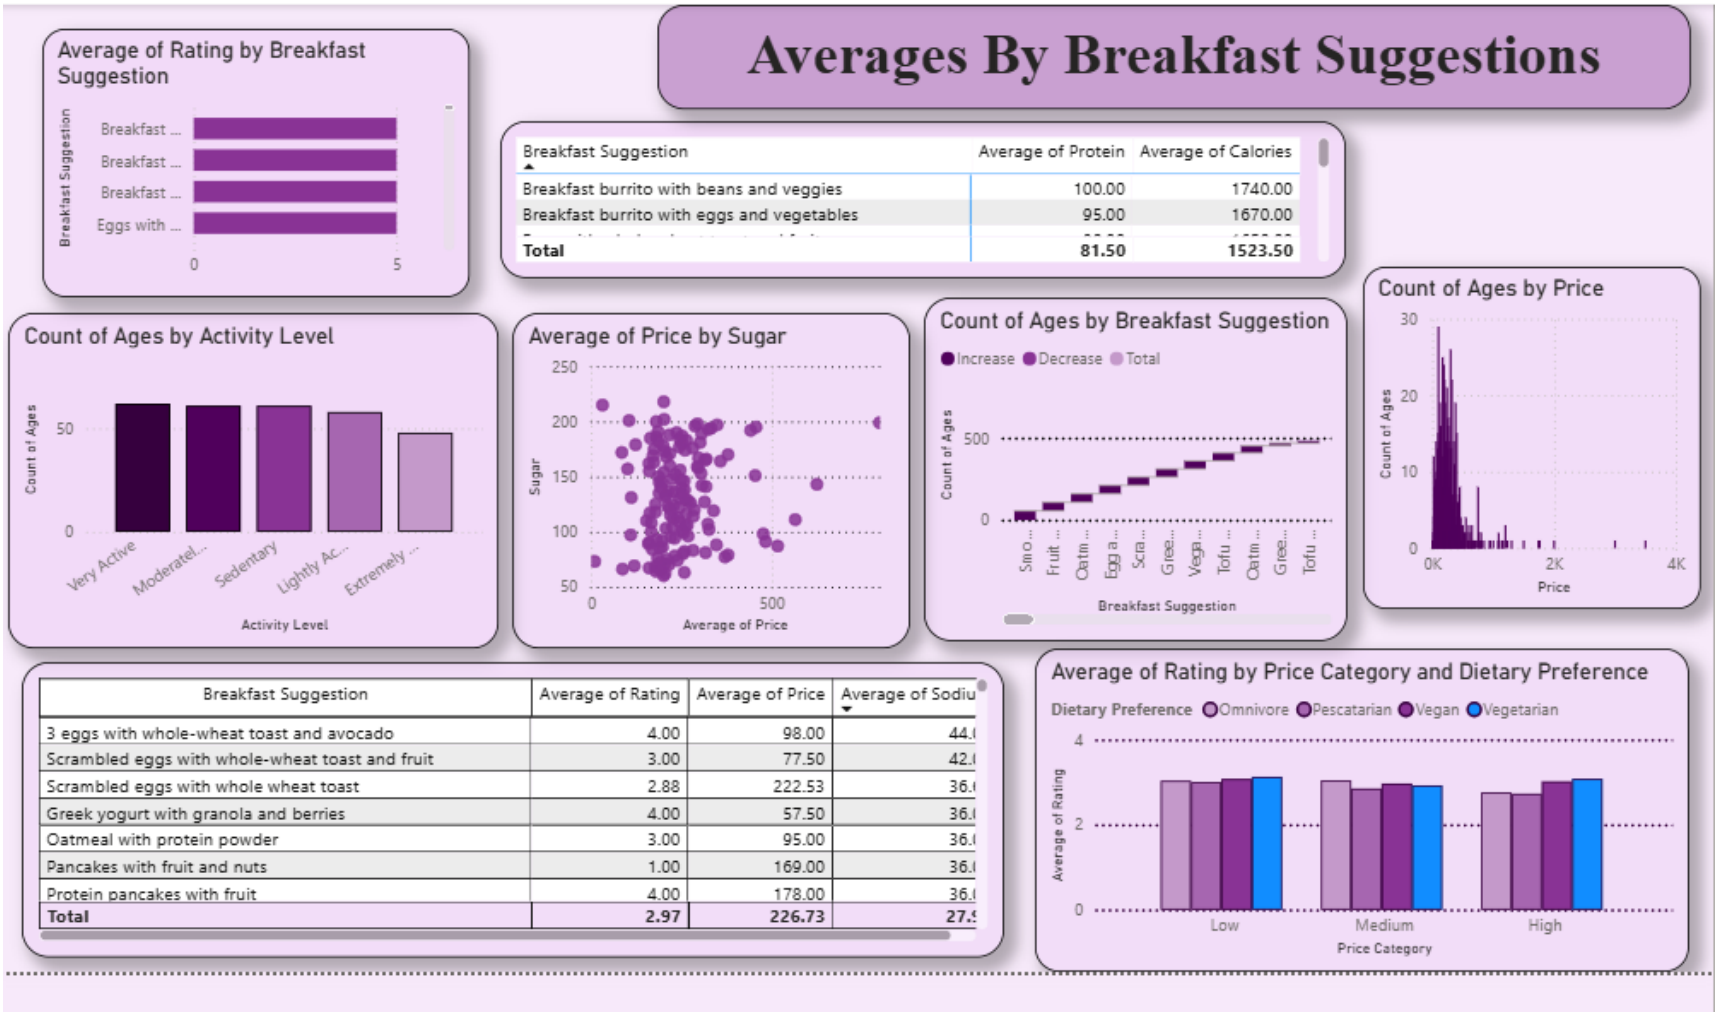 Averages By Breakfast Suggestions
Average of Rating by Breakfast
Suggestion
Breakfast Suggestion
Breakfast ...
Breakfast ...
Breakfast ...
Eggs with ...
0 5
Breakfast Suggestion Average of Protein Average of Calories
Breakfast burrito with beans and veggies 100.00 1740.00
Breakfast burrito with eggs and vegetables 95.00 1670.00
Total 81.50 1523.50
Count of Ages by Activity Level
Count of Ages
50
0
Very Active Moderatel... Sedentary Lightly Ac... Extremely ...
Activity Level
Average of Price by Sugar
Sugar
250
200
150
100
50
0 500
Average of Price
Count of Ages by Breakfast Suggestion
Increase Decrease Total
Count of Ages
500
0
Smo... Fruit ... Oatm... Egg a... Scra... Gree... Vega... Tofu ... Oatm... Gree... Tofu ...
Breakfast Suggestion
Count of Ages by Price
Count of Ages
30
20
10
0
0K 2K 4K
Price
Breakfast Suggestion Average of Rating Average of Price Average of Sodiu
3 eggs with whole-wheat toast and avocado 4.00 98.00 44.
Scrambled eggs with whole-wheat toast and fruit 3.00 77.50 42.
Scrambled eggs with whole wheat toast 2.88 222.53 36.
Greek yogurt with granola and berries 4.00 57.50 36.
Oatmeal with protein powder 3.00 95.00 36.
Pancakes with fruit and nuts 1.00 169.00 36.
Protein pancakes with fruit 4.00 178.00 36.
Total 2.97 226.73 27.
Average of Rating by Price Category and Dietary Preference
Dietary Preference Omnivore Pescatarian Vegan Vegetarian
Average of Rating
4
2
0
Low Medium High
Price Category